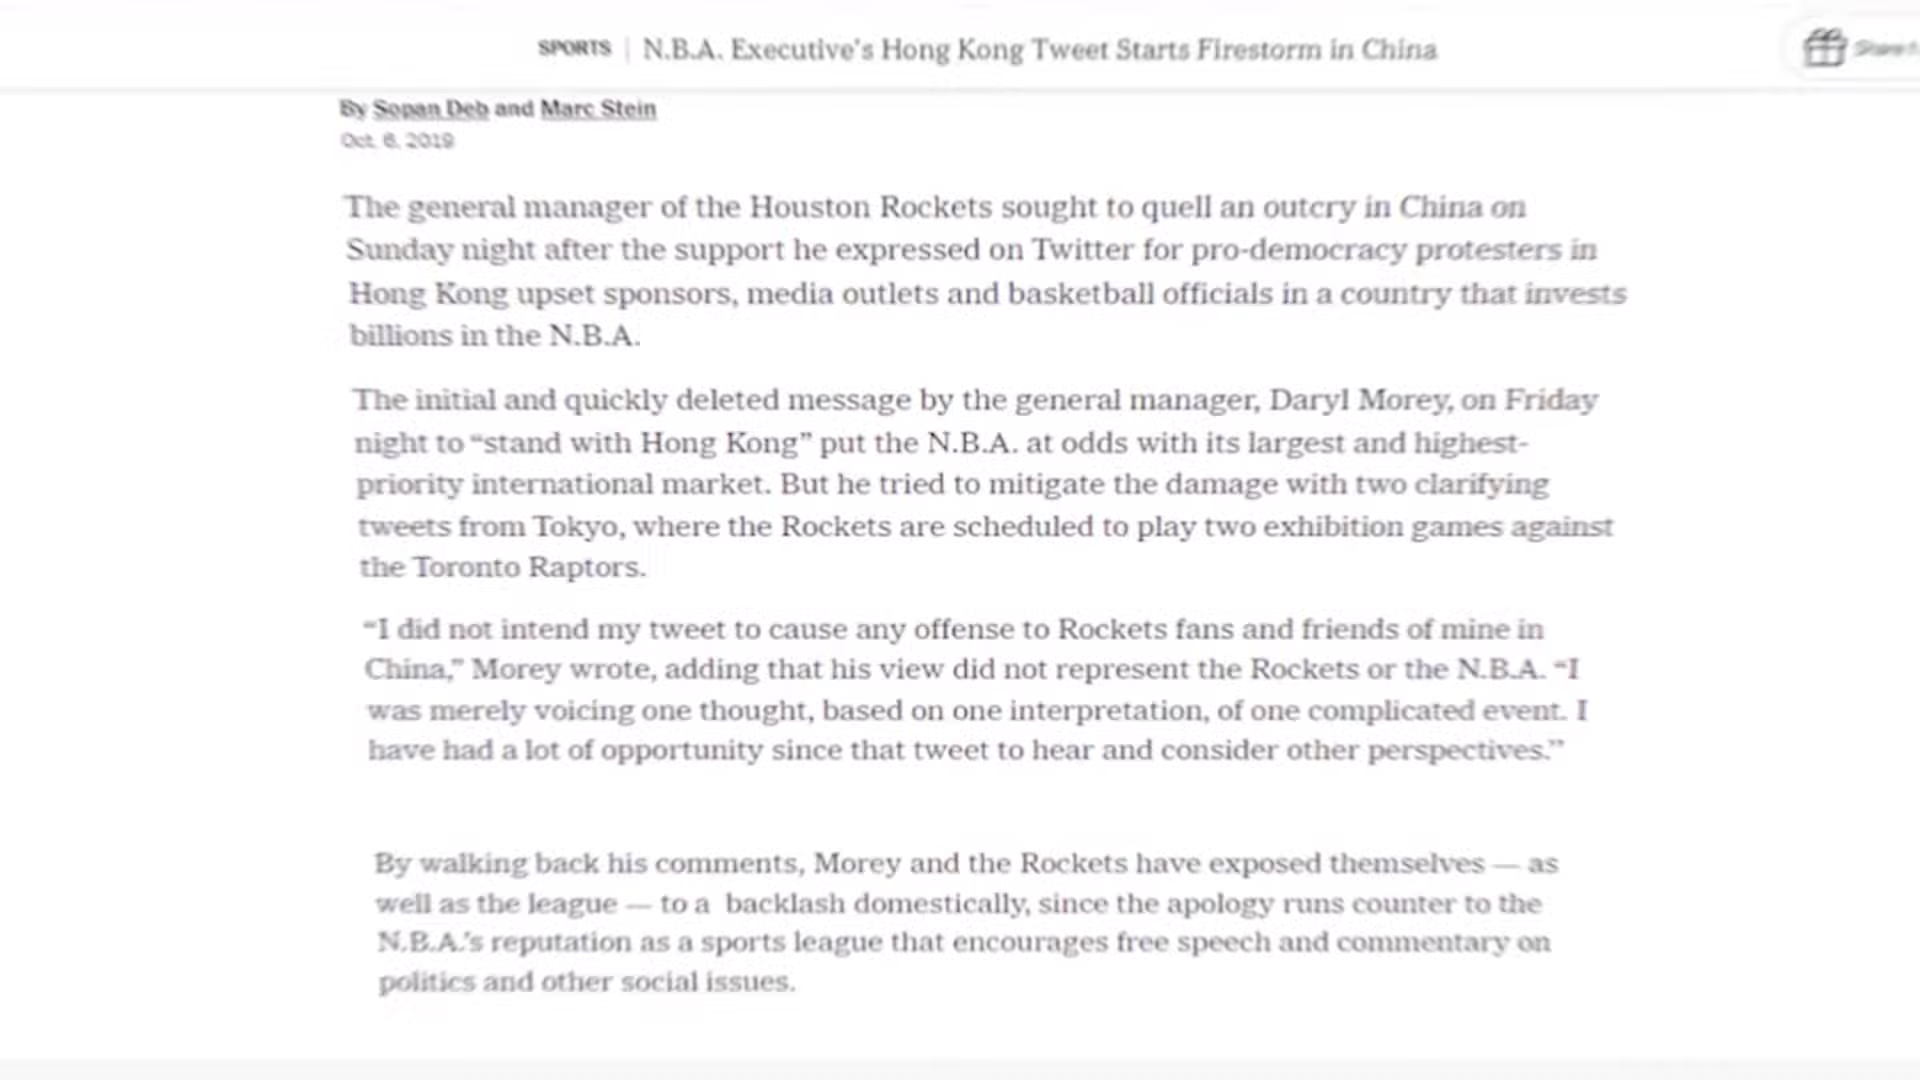 SPORTS | N.B.A. Executive's Hong Kong Tweet Starts Firestorm in China
By Sopan Deb and Marc Stein
Oct. 6, 2019
The general manager of the Houston Rockets sought to quell an outcry in China on
Sunday night after the support he expressed on Twitter for pro-democracy protesters in
Hong Kong upset sponsors, media outlets and basketball officials in a country that invests
billions in the N.B.A.
The initial and quickly deleted message by the general manager, Daryl Morey, on Friday
night to “stand with Hong Kong” put the N.B.A. at odds with its largest and highest-
priority international market. But he tried to mitigate the damage with two clarifying
tweets from Tokyo, where the Rockets are scheduled to play two exhibition games against
the Toronto Raptors.
“I did not intend my tweet to cause any offense to Rockets fans and friends of mine in
China,” Morey wrote, adding that his view did not represent the Rockets or the N.B.A. “I
was merely voicing one thought, based on one interpretation, of one complicated event. I
have had a lot of opportunity since that tweet to hear and consider other perspectives.”
By walking back his comments, Morey and the Rockets have exposed themselves — as
well as the league — to a backlash domestically, since the apology runs counter to the
N.B.A.’s reputation as a sports league that encourages free speech and commentary on
politics and other social issues.